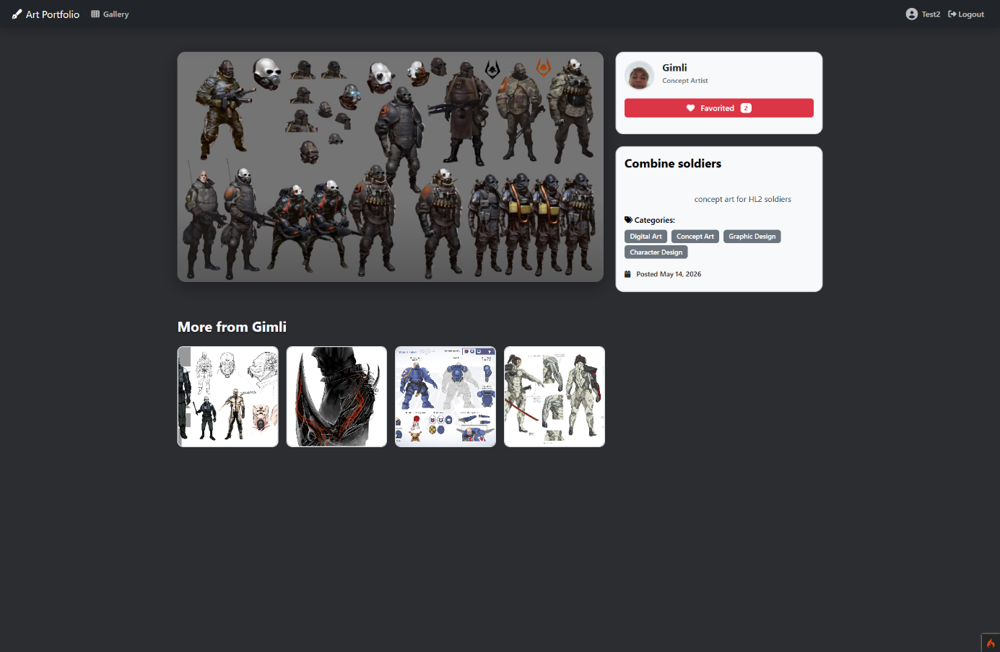 Art Portfolio
Gallery
Test2
Logout
Gimli
Concept Artist
Favorited 2
Combine soldiers
concept art for HL2 soldiers
Categories:
Digital Art
Concept Art
Graphic Design
Character Design
Posted May 14, 2026
More from Gimli